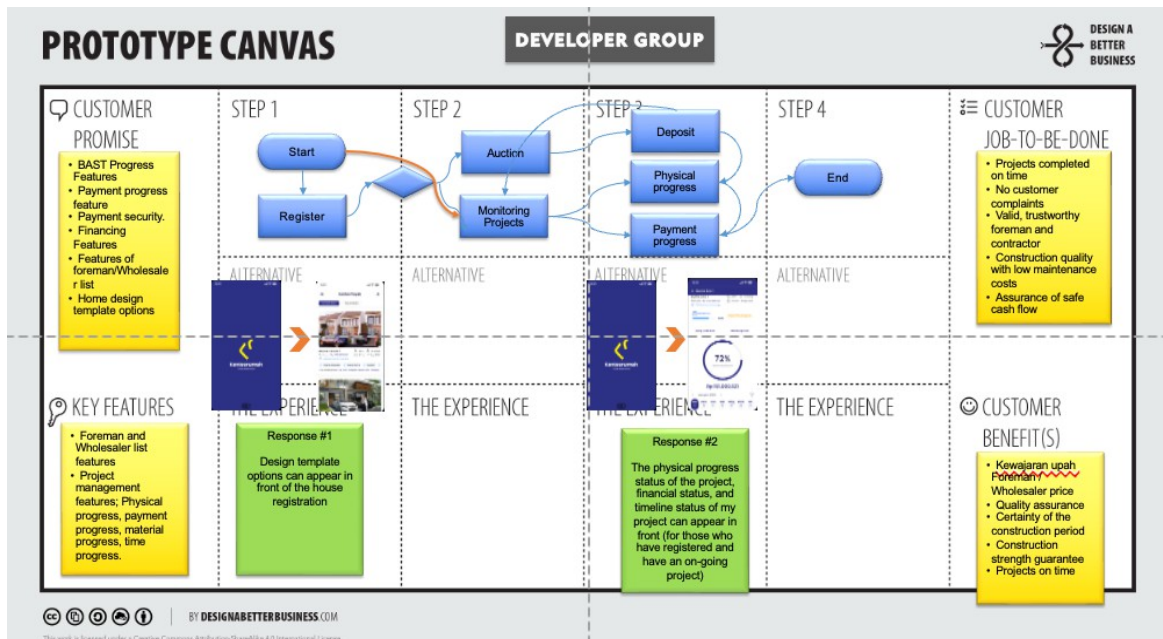 PROTOTYPE CANVAS
DEVELOPER GROUP
DESIGN A
BETTER
BUSINESS
CUSTOMER
PROMISE
• BAST Progress
Features
• Payment progress
feature
• Payment security.
• Financing
Features
• Features of
foreman/Wholesale
r list
• Home design
template options
STEP 1
Start
Register
STEP 2
Auction
Monitoring
Projects
STEP 3
Deposit
Physical
progress
Payment
progress
STEP 4
End
CUSTOMER
JOB-TO-BE-DONE
• Projects completed
on time
• No customer
complaints
• Valid, trustworthy
foreman and
contractor
• Construction quality
with low maintenance
costs
• Assurance of safe
cash flow
ALTERNATIVE
ALTERNATIVE
ALTERNATIVE
ALTERNATIVE
72%
KEY FEATURES
• Foreman and
Wholesaler list
features
• Project
management
features; Physical
progress, payment
progress, material
progress, time
progress.
THE EXPERIENCE
Response #1
Design template
options can appear in
front of the house
registration
THE EXPERIENCE
THE EXPERIENCE
Response #2
The physical progress
status of the project,
financial status, and
timeline status of my
project can appear in
front (for those who
have registered and
have an on-going
project)
THE EXPERIENCE
CUSTOMER
BENEFIT(S)
• Kewajaran upah
Foreman /
Wholesaler price
• Quality assurance
• Certainty of the
construction period
• Construction
strength guarantee
• Projects on time
cc
BY DESIGNABETTERBUSINESS.COM